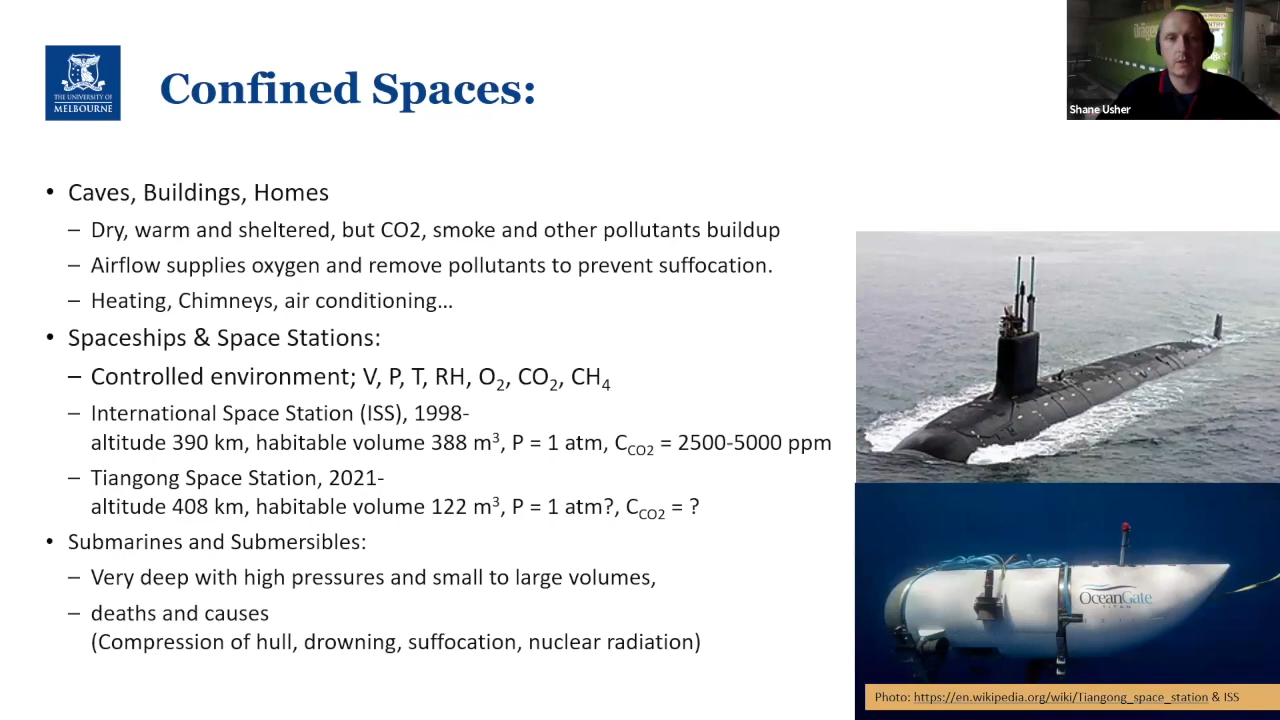 THE UNIVERSITY OF
MELBOURNE
Confined Spaces:
Shane Usher
• Caves, Buildings, Homes
– Dry, warm and sheltered, but CO2, smoke and other pollutants buildup
– Airflow supplies oxygen and remove pollutants to prevent suffocation.
– Heating, Chimneys, air conditioning…
• Spaceships & Space Stations:
– Controlled environment; V, P, T, RH, O₂, CO₂, CH₄
– International Space Station (ISS), 1998-
altitude 390 km, habitable volume 388 m³, P = 1 atm, C_CO2 = 2500-5000 ppm
– Tiangong Space Station, 2021-
altitude 408 km, habitable volume 122 m³, P = 1 atm?, C_CO2 = ?
• Submarines and Submersibles:
– Very deep with high pressures and small to large volumes,
– deaths and causes
(Compression of hull, drowning, suffocation, nuclear radiation)
OceanGate
TITAN
Photo: https://en.wikipedia.org/wiki/Tiangong_space_station & ISS